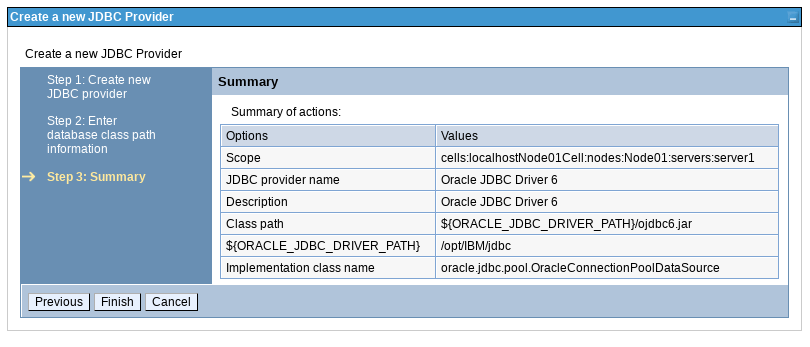 Create a new JDBC Provider
Create a new JDBC Provider
Step 1: Create new
JDBC provider
Step 2: Enter
database class path
information
Step 3: Summary
Summary
Summary of actions:
Options Values
Scope cells:localhostNode01Cell:nodes:Node01:servers:server1
JDBC provider name Oracle JDBC Driver 6
Description Oracle JDBC Driver 6
Class path ${ORACLE_JDBC_DRIVER_PATH}/ojdbc6.jar
${ORACLE_JDBC_DRIVER_PATH} /opt/IBM/jdbc
Implementation class name oracle.jdbc.pool.OracleConnectionPoolDataSource
Previous Finish Cancel